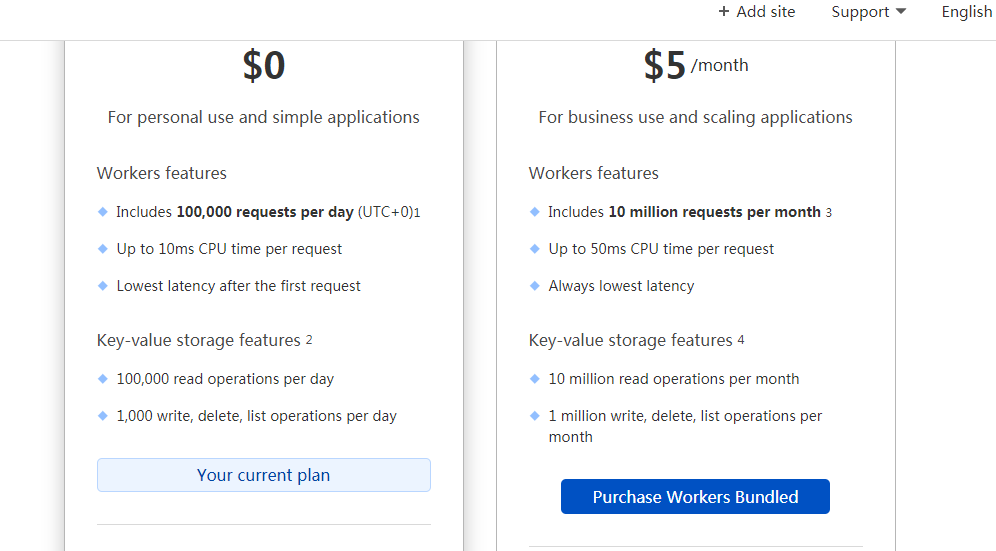 + Add site Support English
$0
For personal use and simple applications
Workers features
Includes 100,000 requests per day (UTC+0)1
Up to 10ms CPU time per request
Lowest latency after the first request
Key-value storage features 2
100,000 read operations per day
1,000 write, delete, list operations per day
Your current plan
$5 /month
For business use and scaling applications
Workers features
Includes 10 million requests per month 3
Up to 50ms CPU time per request
Always lowest latency
Key-value storage features 4
10 million read operations per month
1 million write, delete, list operations per
month
Purchase Workers Bundled